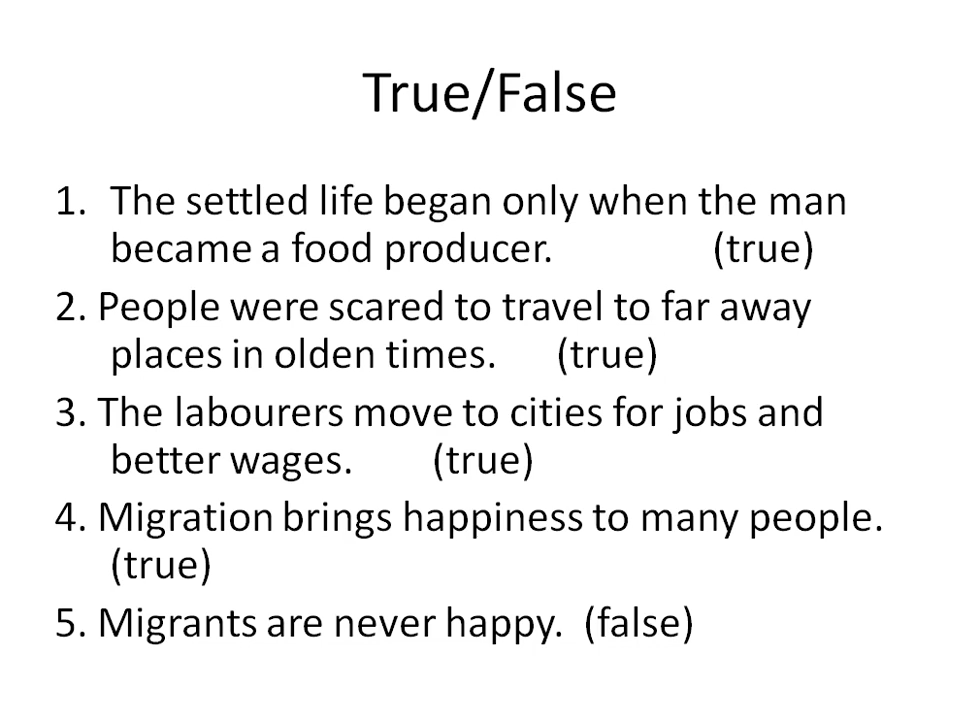 True/False
1. The settled life began only when the man
became a food producer. (true)
2. People were scared to travel to far away
places in olden times. (true)
3. The labourers move to cities for jobs and
better wages. (true)
4. Migration brings happiness to many people.
(true)
5. Migrants are never happy. (false)